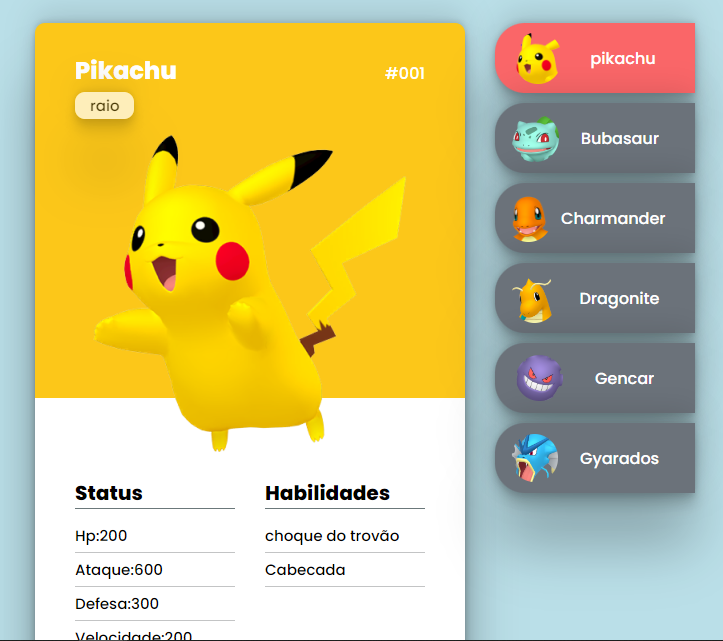 Pikachu
#001
raio
Status
Hp:200
Ataque:600
Defesa:300
Velocidade:200
Habilidades
choque do trovão
Cabecada
pikachu
Bubasaur
Charmander
Dragonite
Gencar
Gyarados